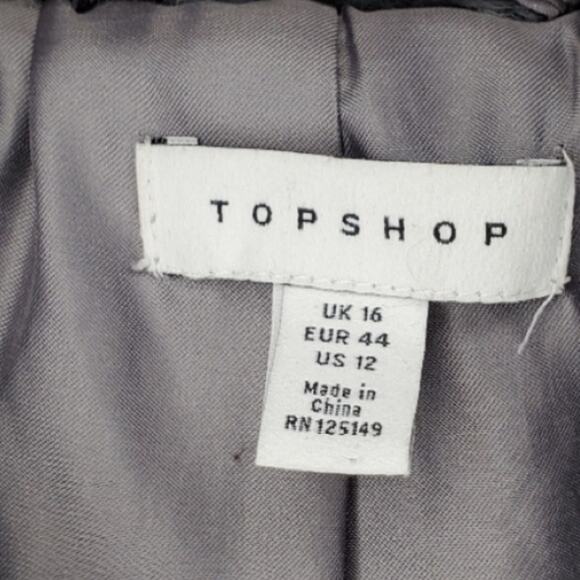 TOPSHOP
UK 16
EUR 44
US 12
Made in
China
RN125149